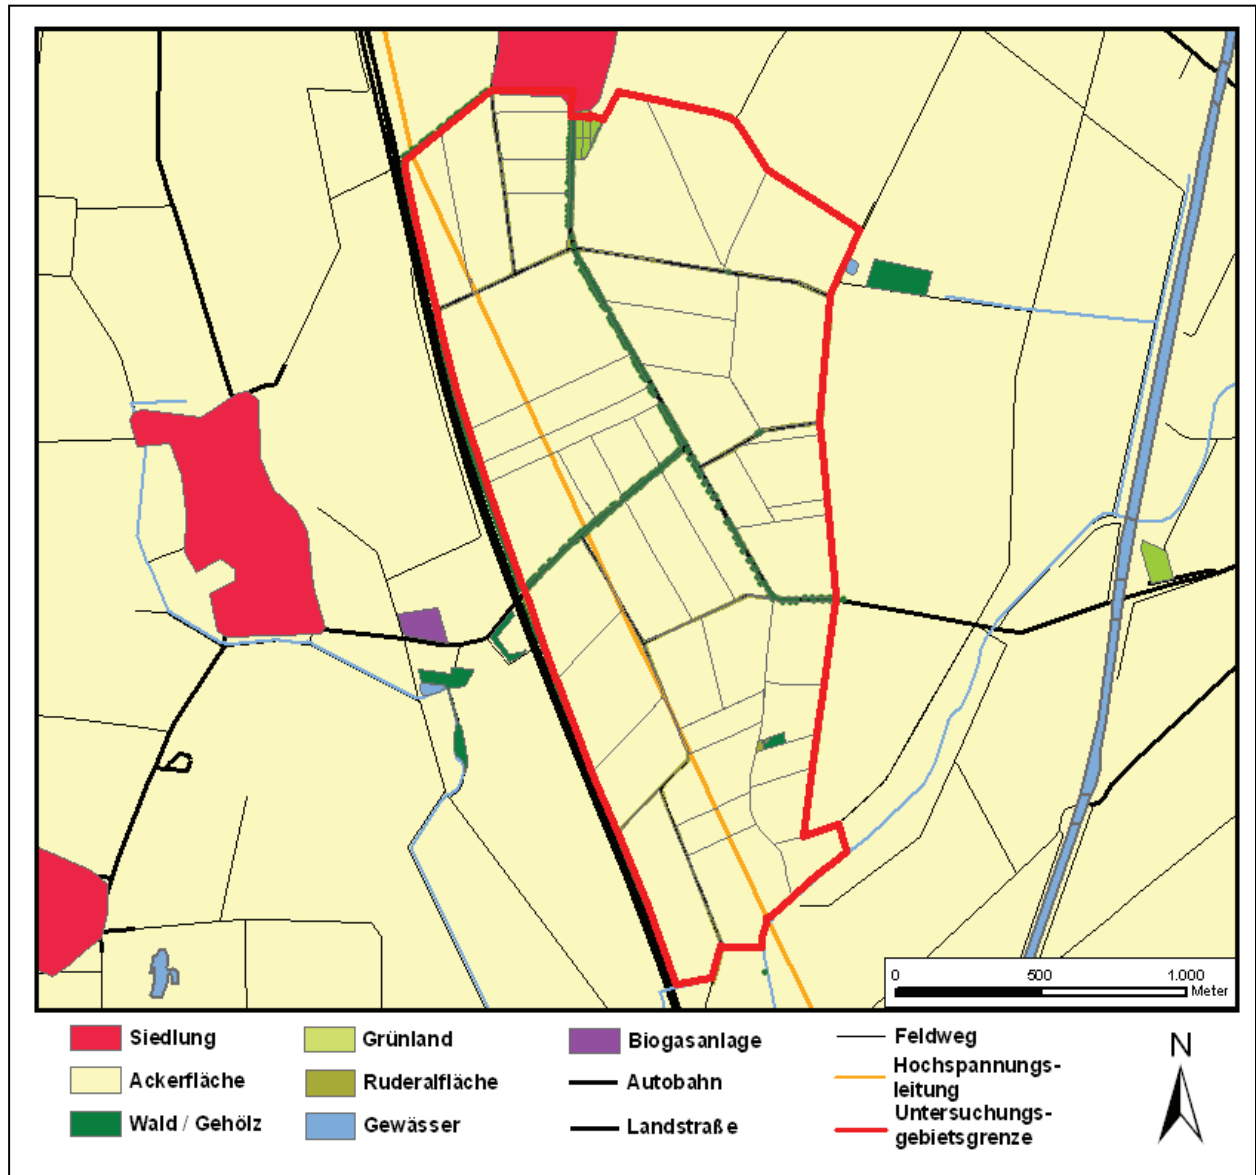 0 500 1.000
Meter
Siedlung
Ackerfläche
Wald / Gehölz
Grünland
Ruderalfläche
Gewässer
Biogasanlage
Autobahn
Landstraße
Feldweg
Hochspannungs-
leitung
Untersuchungs-
gebietsgrenze
N